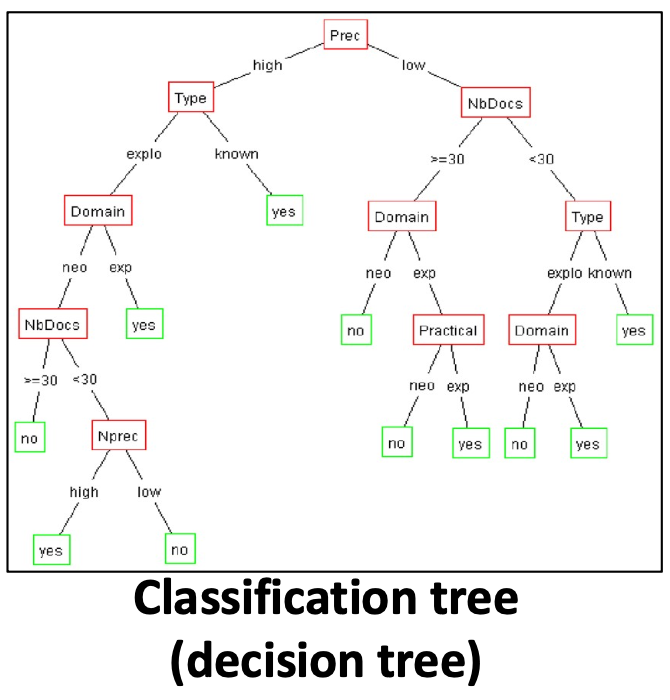 Prec
high low
Type NbDocs
explo known >=30 <30
Domain yes Domain Type
neo exp neo exp explo known
NbDocs yes no Practical Domain yes
>=30 <30 neo exp neo exp
no Nprec no yes no yes
high low
yes no
Classification tree
(decision tree)